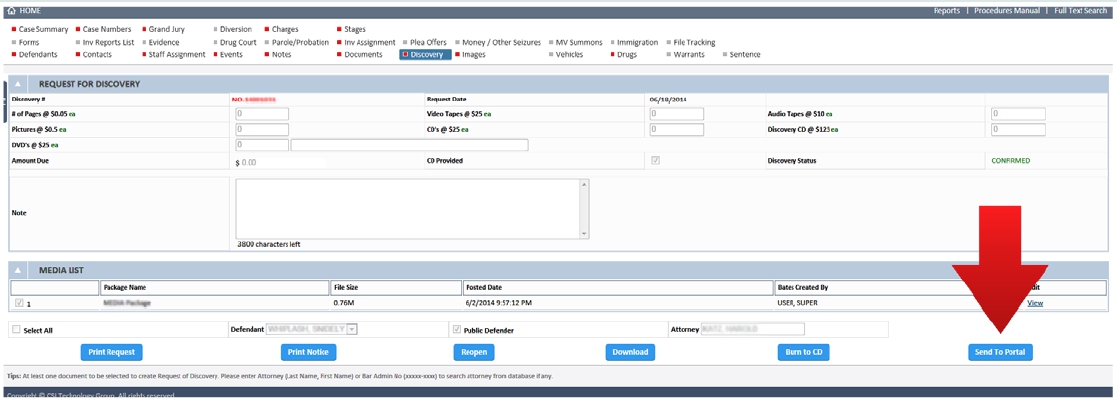 HOME Reports | Procedures Manual | Full Text Search
Case Summary Case Numbers Grand Jury Diversion Charges Stages
Forms Inv Reports List Evidence Drug Court Parole/Probation Inv Assignment Plea Offers Money / Other Seizures MV Summons Immigration File Tracking
Defendants Contacts Staff Assignment Events Notes Documents Discovery Images Vehicles Drugs Warrants Sentence
REQUEST FOR DISCOVERY
Discovery # Request Date 06/10/2014
# of Pages @ $0.05 ea 0 Video Tapes @ $25 ea 0 Audio Tapes @ $10 ea 0
Pictures @ $0.5 ea 0 CD's @ $25 ea 0 Discovery CD @ $123 ea 0
DVD's @ $25 ea 0
Amount Due $ 0.00 CD Provided Discovery Status CONFIRMED
Note
3800 characters left
MEDIA LIST
Package Name File Size Posted Date Dates Created By dit
1 MEDIA Package 0.76M 6/2/2014 9:57:12 PM USER, SUPER View
Select All Defendant WHIPLASH, SNIDELY Public Defender Attorney KATZ, HAROLD
Print Request Print Notice Reopen Download Burn to CD Send To Portal
Tips: At least one document to be selected to create Request of Discovery. Please enter Attorney (Last Name, First Name) or Bar Admin No (xxxxx-xxxx) to search attorney from database if any.
Copyright © CSI Technology Group. All rights reserved